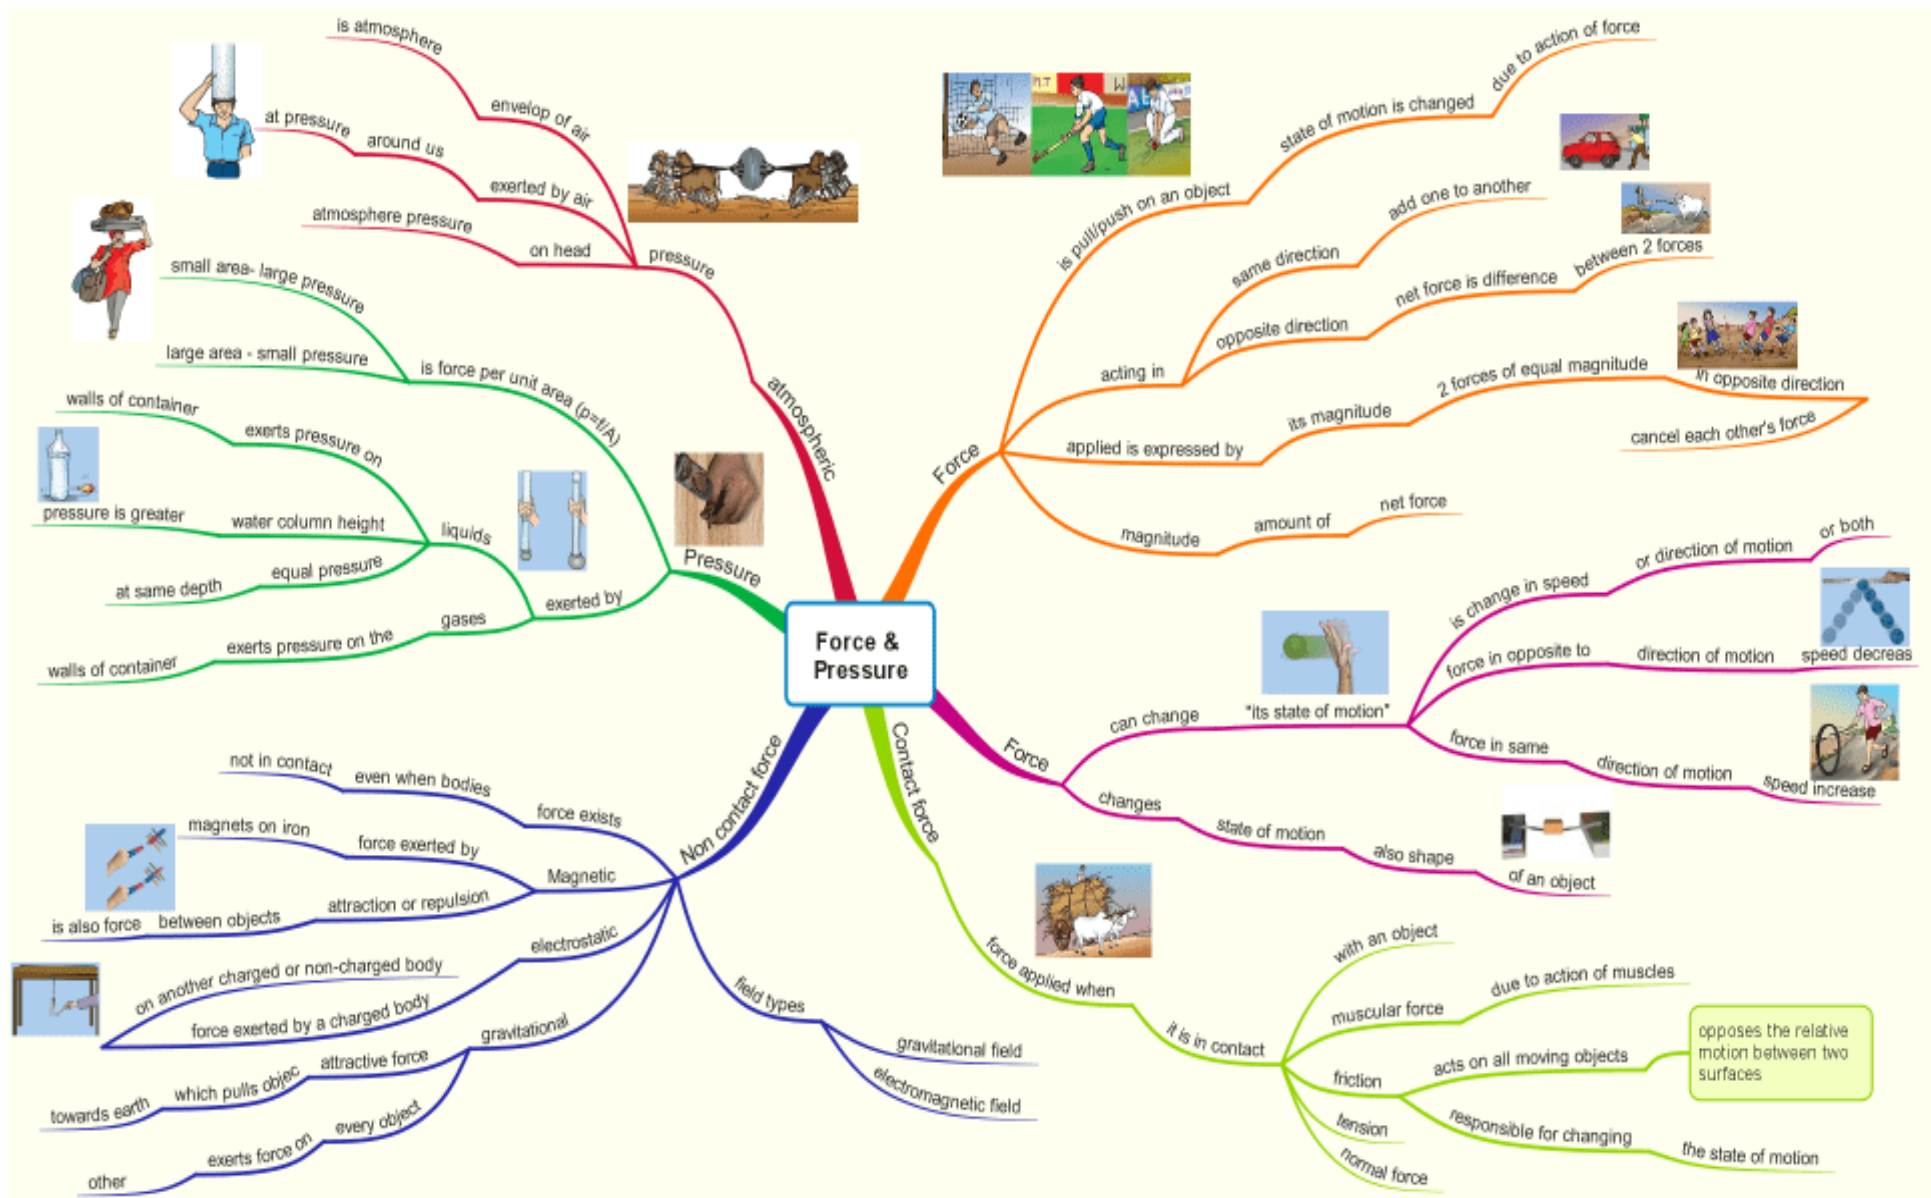 Force &
Pressure
atmospheric
pressure
envelop of air
is atmosphere
exerted by air
around us
at pressure
on head
atmosphere pressure
Pressure
is force per unit area (p=f/A)
small area- large pressure
large area - small pressure
exerted by
liquids
exerts pressure on
walls of container
water column height
pressure is greater
equal pressure
at same depth
gases
exerts pressure on the
walls of container
Non contact force
force exists
even when bodies
not in contact
Magnetic
force exerted by
magnets on iron
attraction or repulsion
between objects
is also force
electrostatic
force exerted by a charged body
on another charged or non-charged body
gravitational
attractive force
which pulls objec
towards earth
every object
exerts force on
other
field types
gravitational field
electromagnetic field
Force
is pull/push on an object
state of motion is changed
due to action of force
acting in
same direction
add one to another
opposite direction
net force is difference
between 2 forces
applied is expressed by
its magnitude
2 forces of equal magnitude
in opposite direction
cancel each other's force
magnitude
amount of
net force
Force
can change
"its state of motion"
is change in speed
or direction of motion
or both
force in opposite to
direction of motion
speed decreas
force in same
direction of motion
speed increase
changes
state of motion
also shape
of an object
Contact force
force applied when
it is in contact
with an object
muscular force
due to action of muscles
friction
acts on all moving objects
opposes the relative
motion between two
surfaces
responsible for changing
the state of motion
tension
normal force